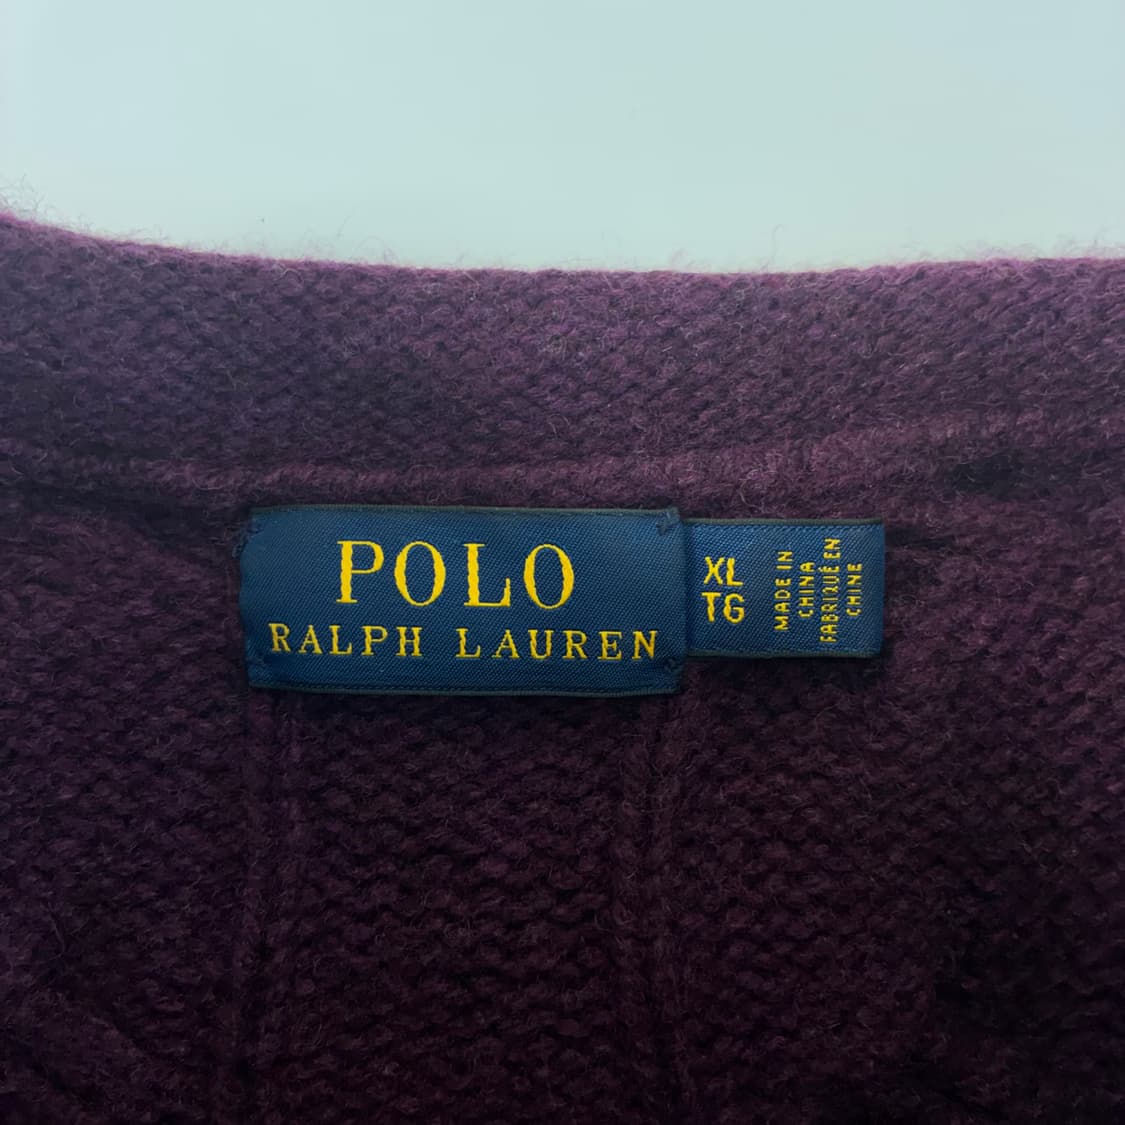 POLO
RALPH LAUREN
XL
TG
MADE IN
CHINA
FABRIQUÉ EN
CHINE